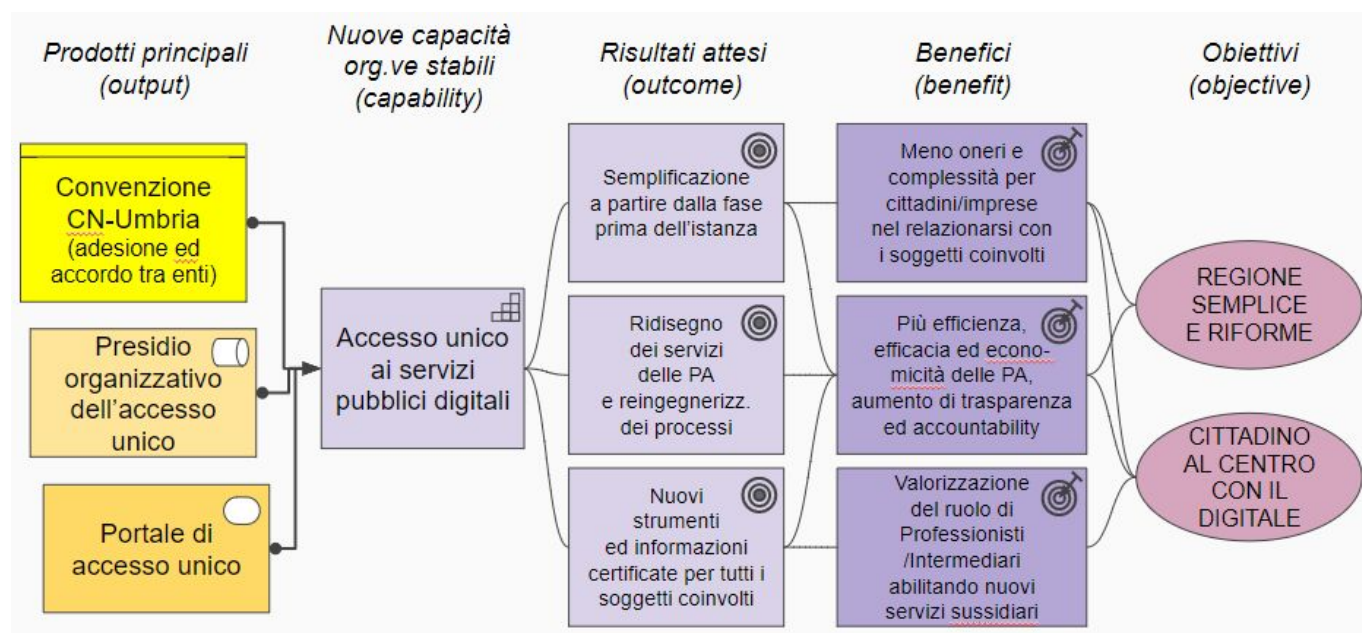 Prodotti principali
(output)
Nuove capacità
org.ve stabili
(capability)
Risultati attesi
(outcome)
Benefici
(benefit)
Obiettivi
(objective)
Convenzione
CN-Umbria
(adesione ed
accordo tra enti)
Presidio
organizzativo
dell'accesso
unico
Portale di
accesso unico
Accesso unico
ai servizi
pubblici digitali
Semplificazione
a partire dalla fase
prima dell'istanza
Ridisegno
dei servizi
delle PA
e reingegnerizz.
dei processi
Nuovi
strumenti
ed informazioni
certificate per tutti i
soggetti coinvolti
Meno oneri e
complessità per
cittadini/imprese
nel relazionarsi con
i soggetti coinvolti
Più efficienza,
efficacia ed econo-
micità delle PA,
aumento di trasparenza
ed accountability
Valorizzazione
del ruolo di
Professionisti
/Intermediari
abilitando nuovi
servizi sussidiari
REGIONE
SEMPLICE
E RIFORME
CITTADINO
AL CENTRO
CON IL
DIGITALE